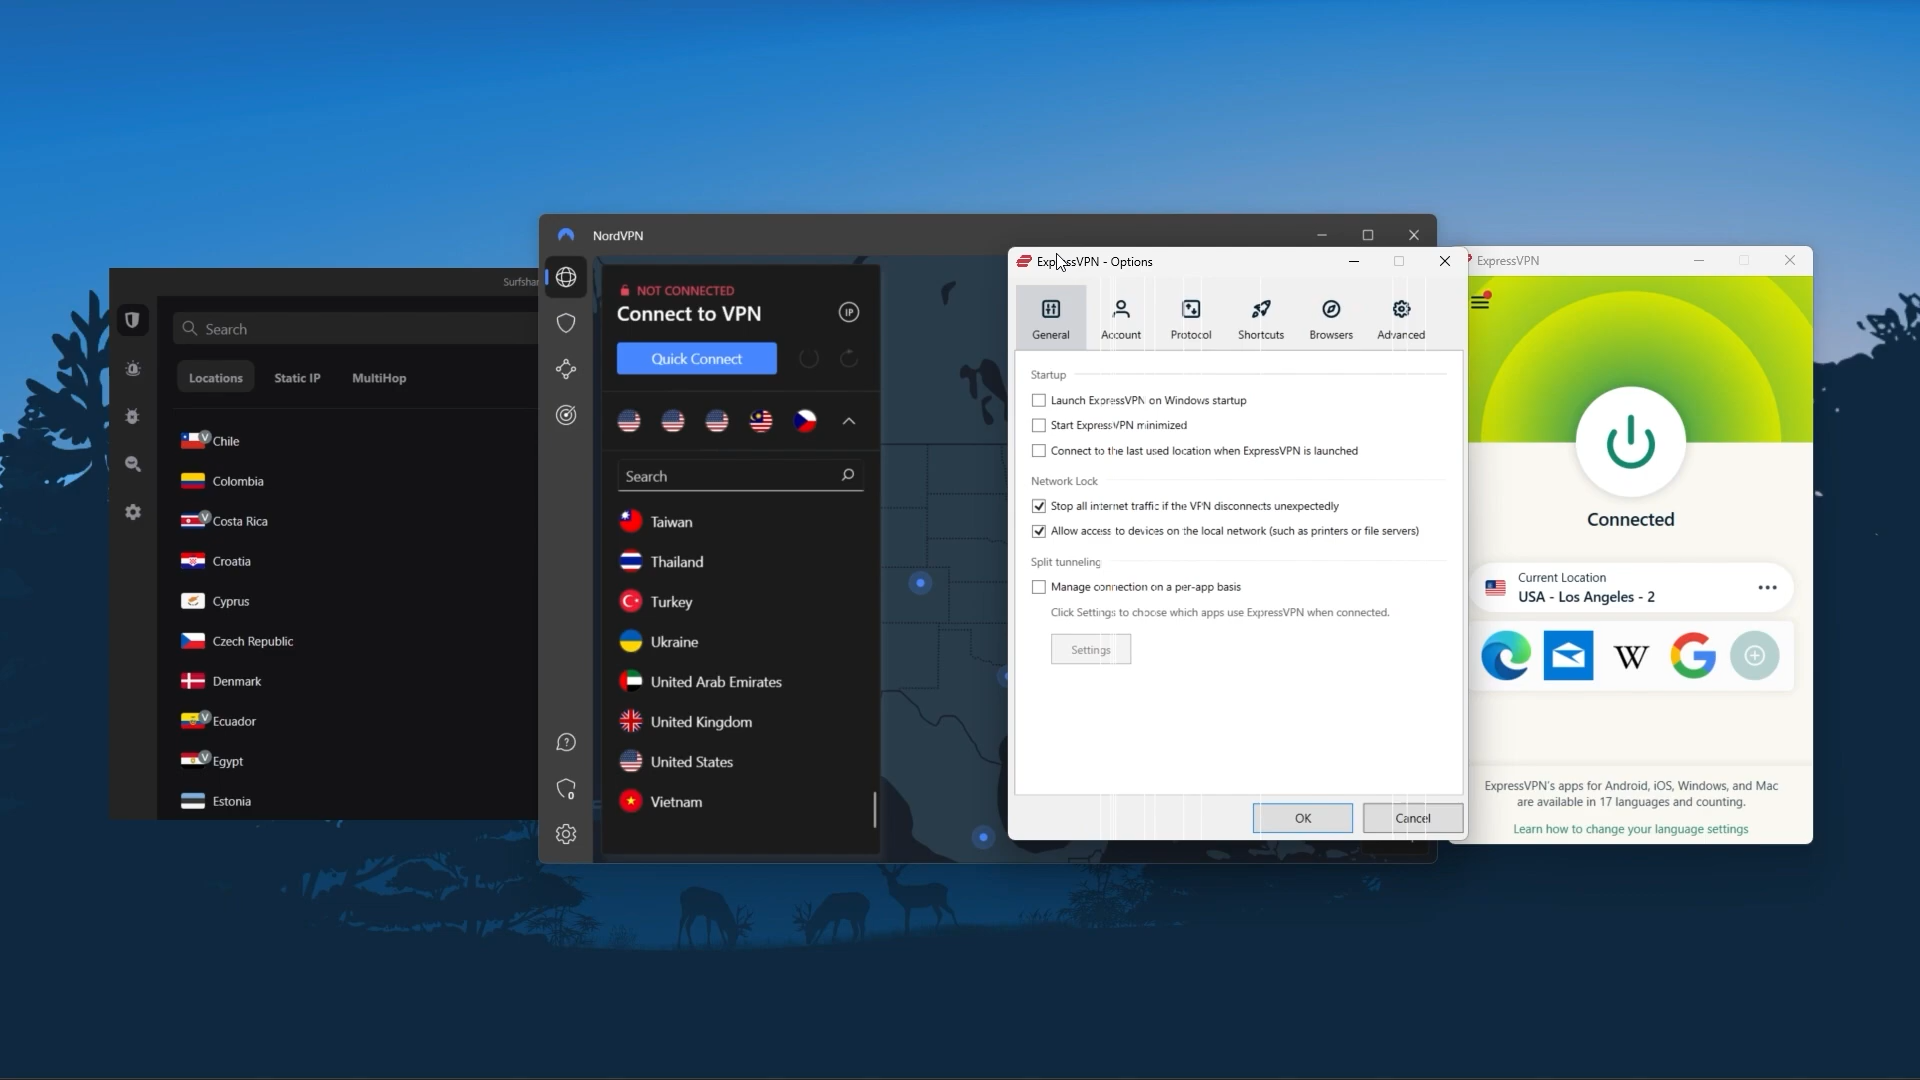 Surfshar
Search
Locations
Static IP
MultiHop
Chile
Colombia
Costa Rica
Croatia
Cyprus
Czech Republic
Denmark
Ecuador
Egypt
Estonia
NordVPN
NOT CONNECTED
Connect to VPN
IP
Quick Connect
Search
Taiwan
Thailand
Turkey
Ukraine
United Arab Emirates
United Kingdom
United States
Vietnam
ExpressVPN - Options
General
Account
Protocol
Shortcuts
Browsers
Advanced
Startup
Launch ExpressVPN on Windows startup
Start ExpressVPN minimized
Connect to the last used location when ExpressVPN is launched
Network Lock
Stop all internet traffic if the VPN disconnects unexpectedly
Allow access to devices on the local network (such as printers or file servers)
Split tunneling
Manage connection on a per-app basis
Click Settings to choose which apps use ExpressVPN when connected.
Settings
OK
Cancel
ExpressVPN
Connected
Current Location
USA - Los Angeles - 2
W
G
ExpressVPN's apps for Android, iOS, Windows, and Mac
are available in 17 languages and counting.
Learn how to change your language settings